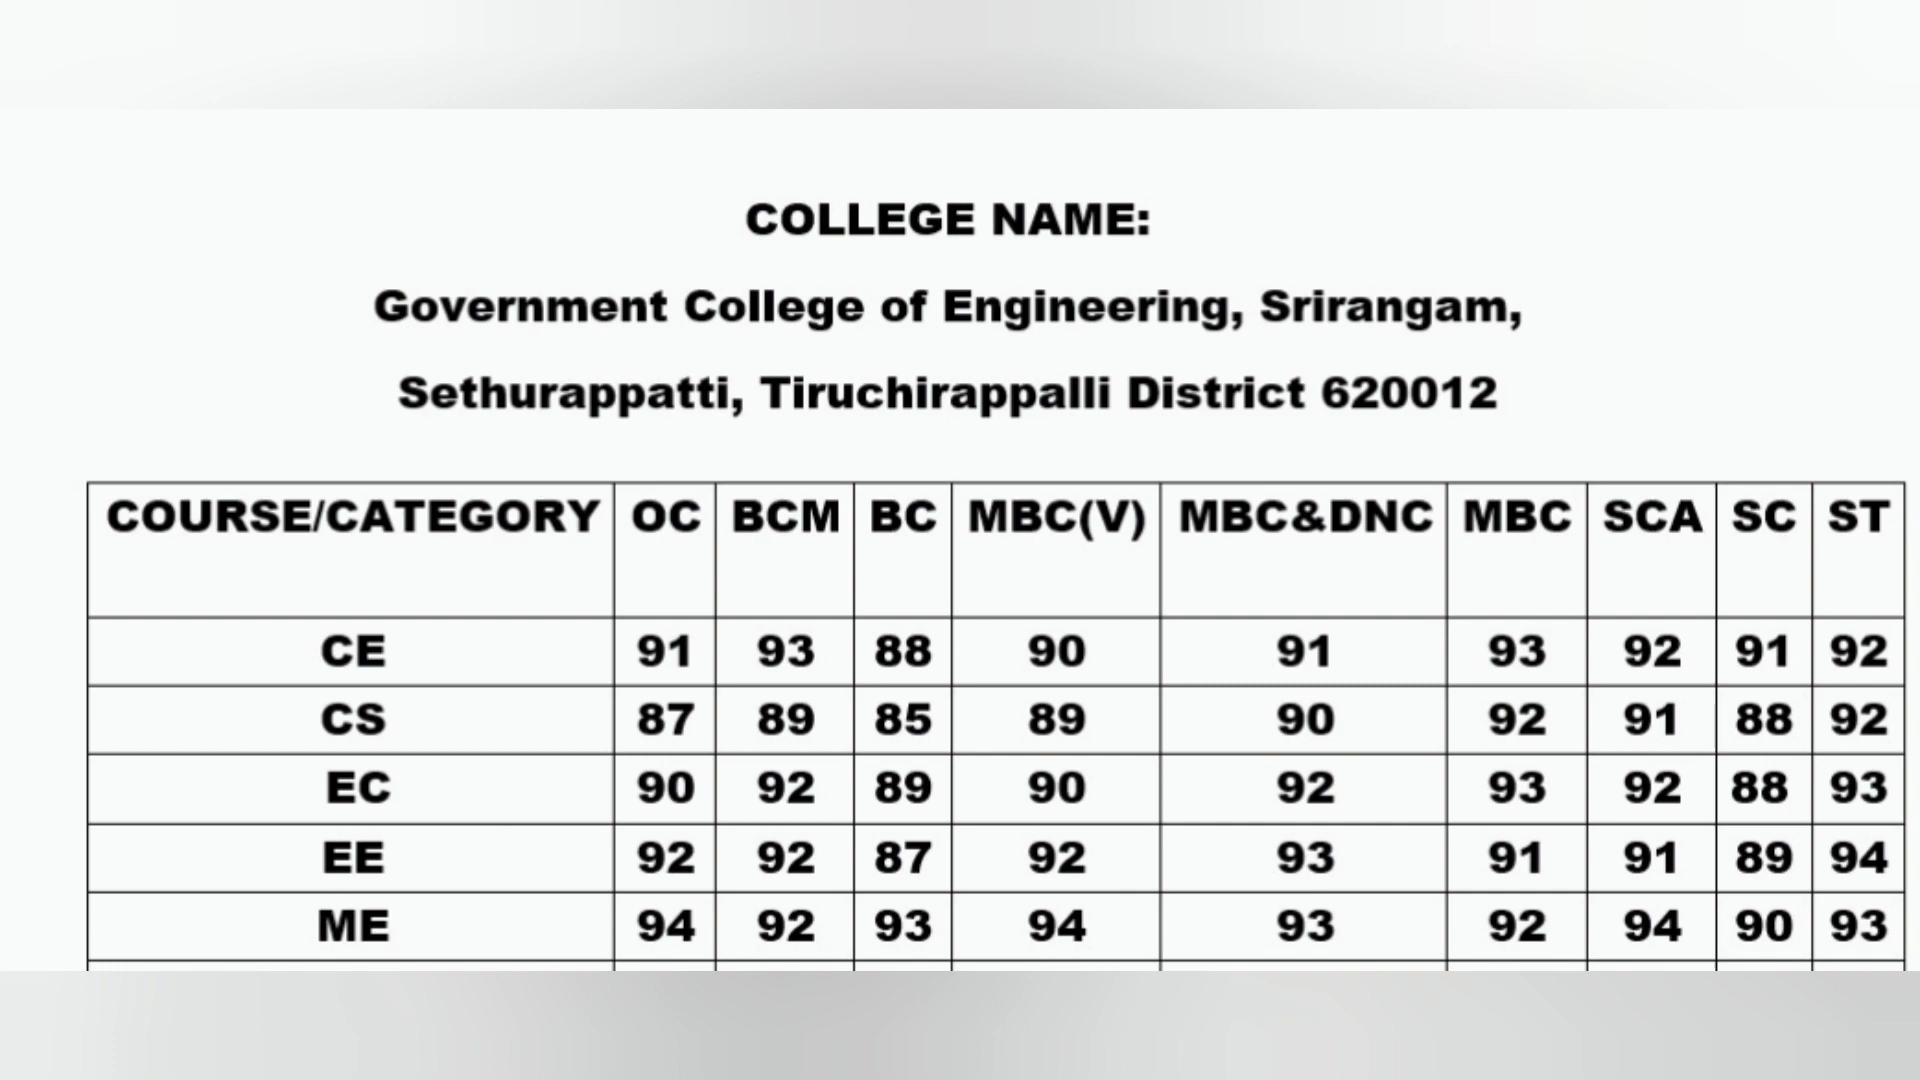 COLLEGE NAME:
Government College of Engineering, Srirangam,
Sethurappatti, Tiruchirappalli District 620012
COURSE/CATEGORY OC BCM BC MBC(V) MBC&DNC MBC SCA SC ST
CE 91 93 88 90 91 93 92 91 92
CS 87 89 85 89 90 92 91 88 92
EC 90 92 89 90 92 93 92 88 93
EE 92 92 87 92 93 91 91 89 94
ME 94 92 93 94 93 92 94 90 93